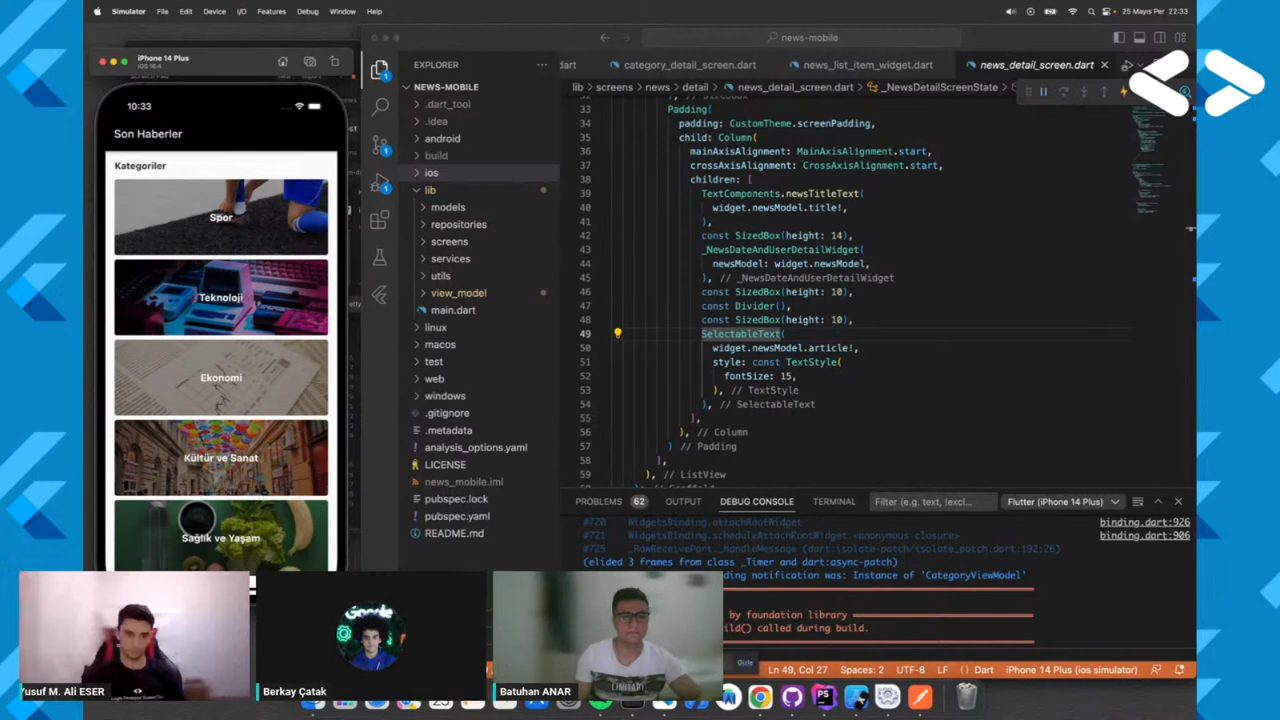 Simulator File Edit Device I/O Features Debug Window Help
25 Mayıs Per 22:33
iPhone 14 Plus
iOS 16.4
10:33
Son Haberler
Kategoriler
Spor
Teknoloji
Ekonomi
Kültür ve Sanat
Sağlık ve Yaşam
news-mobile
EXPLORER
NEWS-MOBILE
.dart_tool
.idea
android
build
ios
lib
models
repositories
screens
services
utils
view_model
main.dart
linux
macos
test
web
windows
.gitignore
.metadata
analysis_options.yaml
LICENSE
news_mobile.iml
pubspec.lock
pubspec.yaml
README.md
category_detail_screen.dart
news_list_item_widget.dart
news_detail_screen.dart
lib > screens > news > detail > news_detail_screen.dart > _NewsDetailScreenState
33 Padding(
34 padding: CustomTheme.screenPadding,
35 child: Column(
36 mainAxisAlignment: MainAxisAlignment.start,
37 crossAxisAlignment: CrossAxisAlignment.start,
38 children: [
39 TextComponents.newsTitleText(
40 widget.newsModel.title!,
41 ),
42 const SizedBox(height: 14),
43 _NewsDateAndUserDetailWidget(
44 newsModel: widget.newsModel,
45 ), // _NewsDateAndUserDetailWidget
46 const SizedBox(height: 10),
47 const Divider(),
48 const SizedBox(height: 10),
49 SelectableText(
50 widget.newsModel.article!,
51 style: const TextStyle(
52 fontSize: 15,
53 ), // TextStyle
54 ), // SelectableText
55 ],
56 ), // Column
57 ) // Padding
58 ],
59 ), // ListView
PROBLEMS 62 OUTPUT DEBUG CONSOLE TERMINAL Filter (e.g. text, !excl... Flutter (iPhone 14 Plus)
#720 WidgetsBinding.attachRootWidget binding.dart:926
#721 WidgetsBinding.scheduleAttachRootWidget.<anonymous closure> binding.dart:906
#725 _RawReceivePort._handleMessage (dart:isolate-patch/isolate_patch.dart:192:26)
(elided 3 frames from class _Timer and dart:async-patch)
ding notification was: Instance of 'CategoryViewModel'
by foundation library
ild() called during build.
Gizle
Ln 49, Col 27 Spaces: 2 UTF-8 LF {} Dart iPhone 14 Plus (ios simulator)
Yusuf M. Ali ESER
Berkay Çatak
Batuhan ANAR